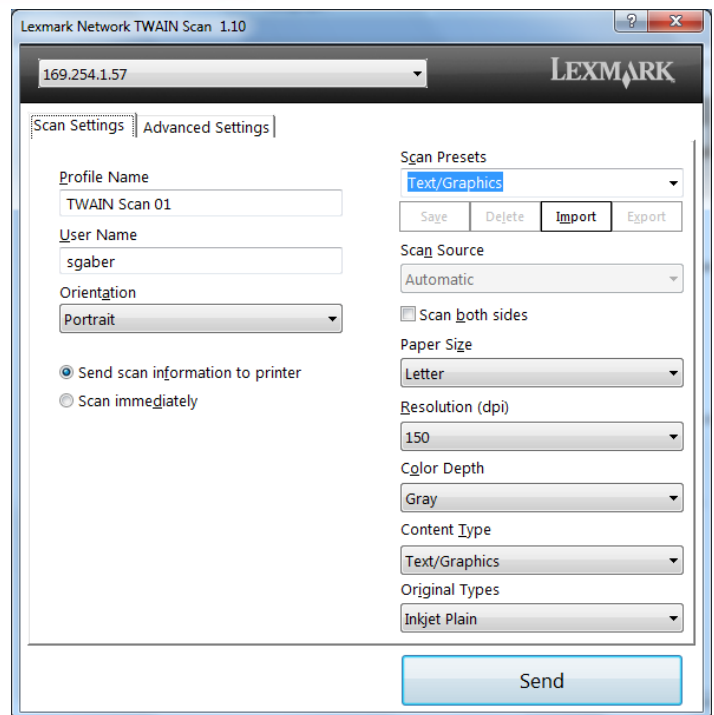 Lexmark Network TWAIN Scan 1.10
?
169.254.1.57
LEXMARK
Scan Settings
Advanced Settings
Profile Name
TWAIN Scan 01
User Name
sgaber
Orientation
Portrait
Send scan information to printer
Scan immediately
Scan Presets
Text/Graphics
Save Delete Import Export
Scan Source
Automatic
Scan both sides
Paper Size
Letter
Resolution (dpi)
150
Color Depth
Gray
Content Type
Text/Graphics
Original Types
Inkjet Plain
Send